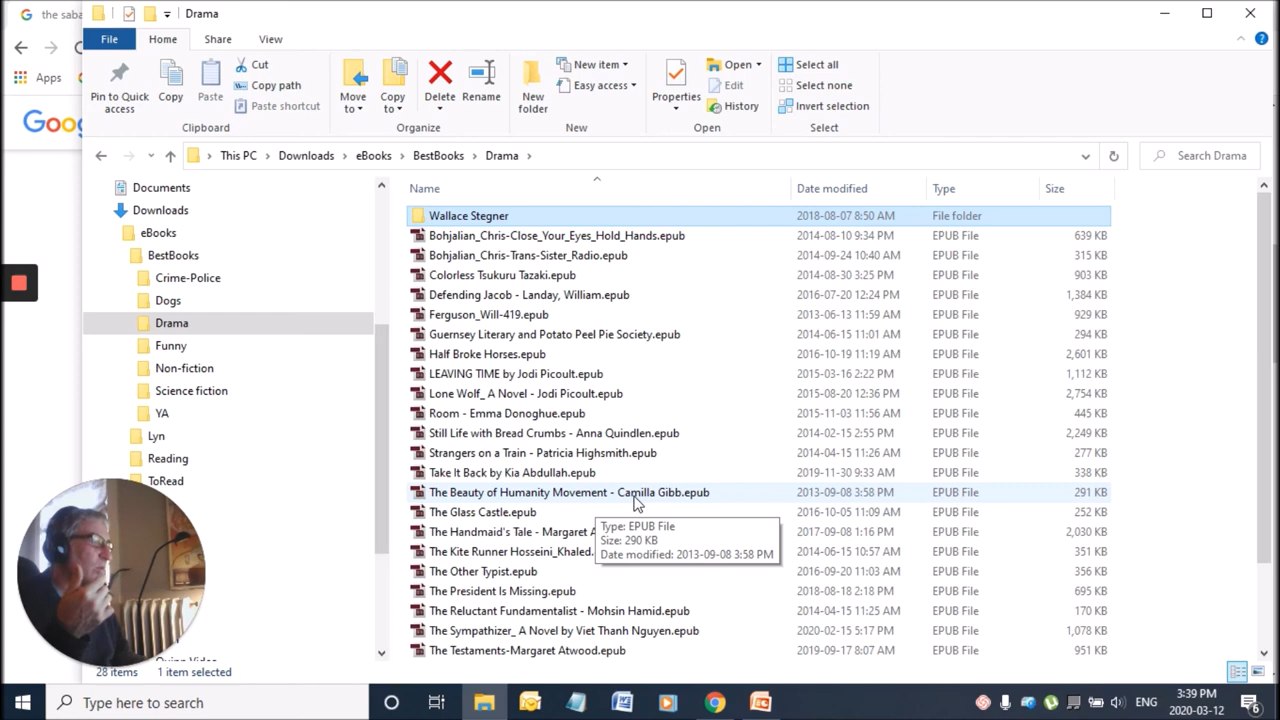 the saba
Drama
File Home Share View
Cut
Copy path
Paste shortcut
Pin to Quick access
Copy
Paste
Clipboard
Move to
Copy to
Delete
Rename
Organize
New folder
New item
Easy access
New
Properties
Open
Edit
History
Open
Select all
Select none
Invert selection
Select
Apps
Goo
This PC > Downloads > eBooks > BestBooks > Drama >
Search Drama
Documents
Downloads
eBooks
BestBooks
Crime-Police
Dogs
Drama
Funny
Non-fiction
Science fiction
YA
Lyn
Reading
ToRead
Quinn Video
Name Date modified Type Size
Wallace Stegner 2018-08-07 8:50 AM File folder
Bohjalian_Chris-Close_Your_Eyes_Hold_Hands.epub 2014-08-10 9:34 PM EPUB File 639 KB
Bohjalian_Chris-Trans-Sister_Radio.epub 2014-09-24 10:40 AM EPUB File 315 KB
Colorless Tsukuru Tazaki.epub 2014-08-30 3:25 PM EPUB File 903 KB
Defending Jacob - Landay, William.epub 2016-07-20 12:24 PM EPUB File 1,384 KB
Ferguson_Will-419.epub 2013-06-13 11:59 AM EPUB File 929 KB
Guernsey Literary and Potato Peel Pie Society.epub 2014-06-15 11:01 AM EPUB File 294 KB
Half Broke Horses.epub 2016-10-19 11:19 AM EPUB File 2,601 KB
LEAVING TIME by Jodi Picoult.epub 2015-03-16 2:22 PM EPUB File 1,112 KB
Lone Wolf_ A Novel - Jodi Picoult.epub 2015-08-20 12:36 PM EPUB File 2,754 KB
Room - Emma Donoghue.epub 2015-11-03 11:56 AM EPUB File 445 KB
Still Life with Bread Crumbs - Anna Quindlen.epub 2014-02-15 2:55 PM EPUB File 2,249 KB
Strangers on a Train - Patricia Highsmith.epub 2014-04-15 11:26 AM EPUB File 277 KB
Take It Back by Kia Abdullah.epub 2019-11-30 9:33 AM EPUB File 338 KB
The Beauty of Humanity Movement - Camilla Gibb.epub 2013-09-08 3:58 PM EPUB File 291 KB
The Glass Castle.epub 2016-10-05 11:09 AM EPUB File 252 KB
The Handmaid's Tale - Margaret A 2017-09-08 1:16 PM EPUB File 2,030 KB
The Kite Runner Hosseini_Khaled. 2014-06-15 10:57 AM EPUB File 351 KB
The Other Typist.epub 2016-09-20 11:03 AM EPUB File 356 KB
The President Is Missing.epub 2018-08-18 2:18 PM EPUB File 695 KB
The Reluctant Fundamentalist - Mohsin Hamid.epub 2014-04-15 11:25 AM EPUB File 170 KB
The Sympathizer_ A Novel by Viet Thanh Nguyen.epub 2020-02-15 5:17 PM EPUB File 1,078 KB
The Testaments-Margaret Atwood.epub 2019-09-17 8:07 AM EPUB File 951 KB
Type: EPUB File
Size: 290 KB
Date modified: 2013-09-08 3:58 PM
28 items 1 item selected
Type here to search
ENG
3:39 PM
2020-03-12
6